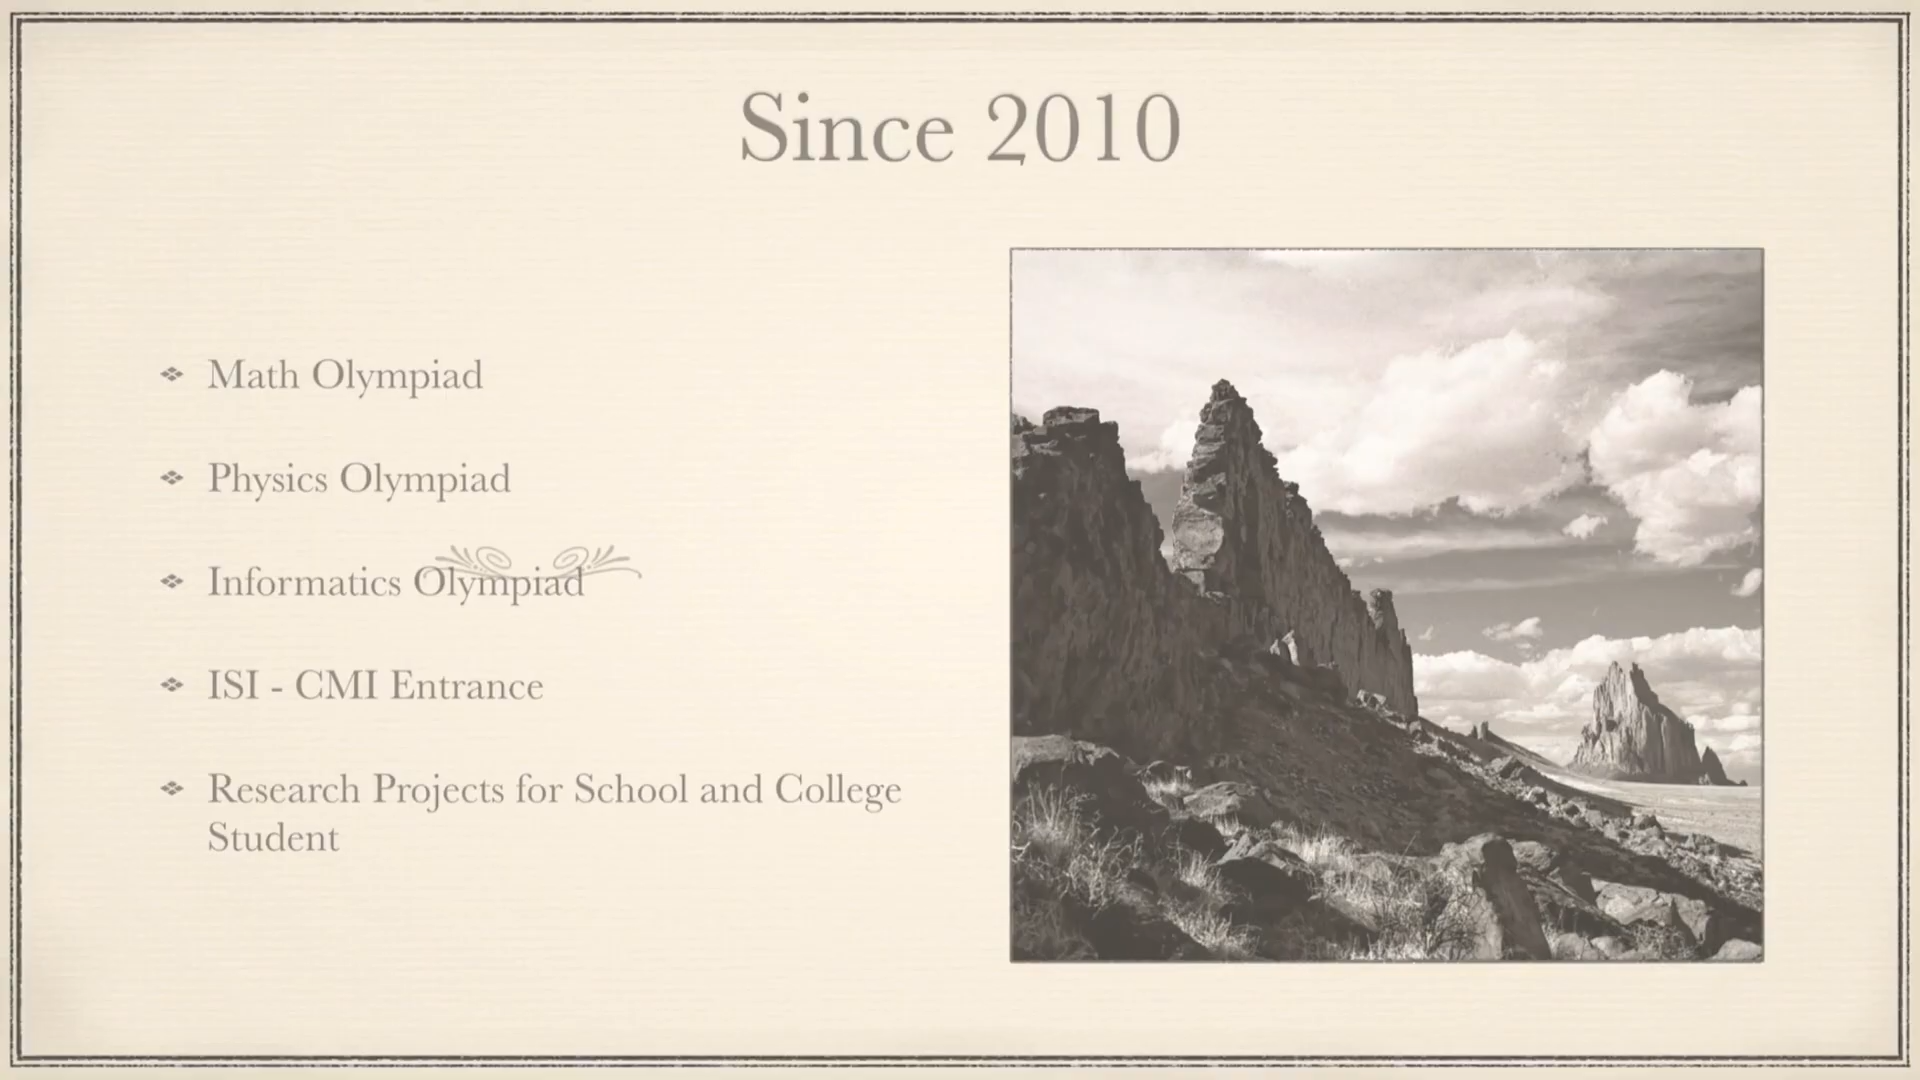 Since 2010
Math Olympiad
Physics Olympiad
Informatics Olympiad
ISI - CMI Entrance
Research Projects for School and College
Student